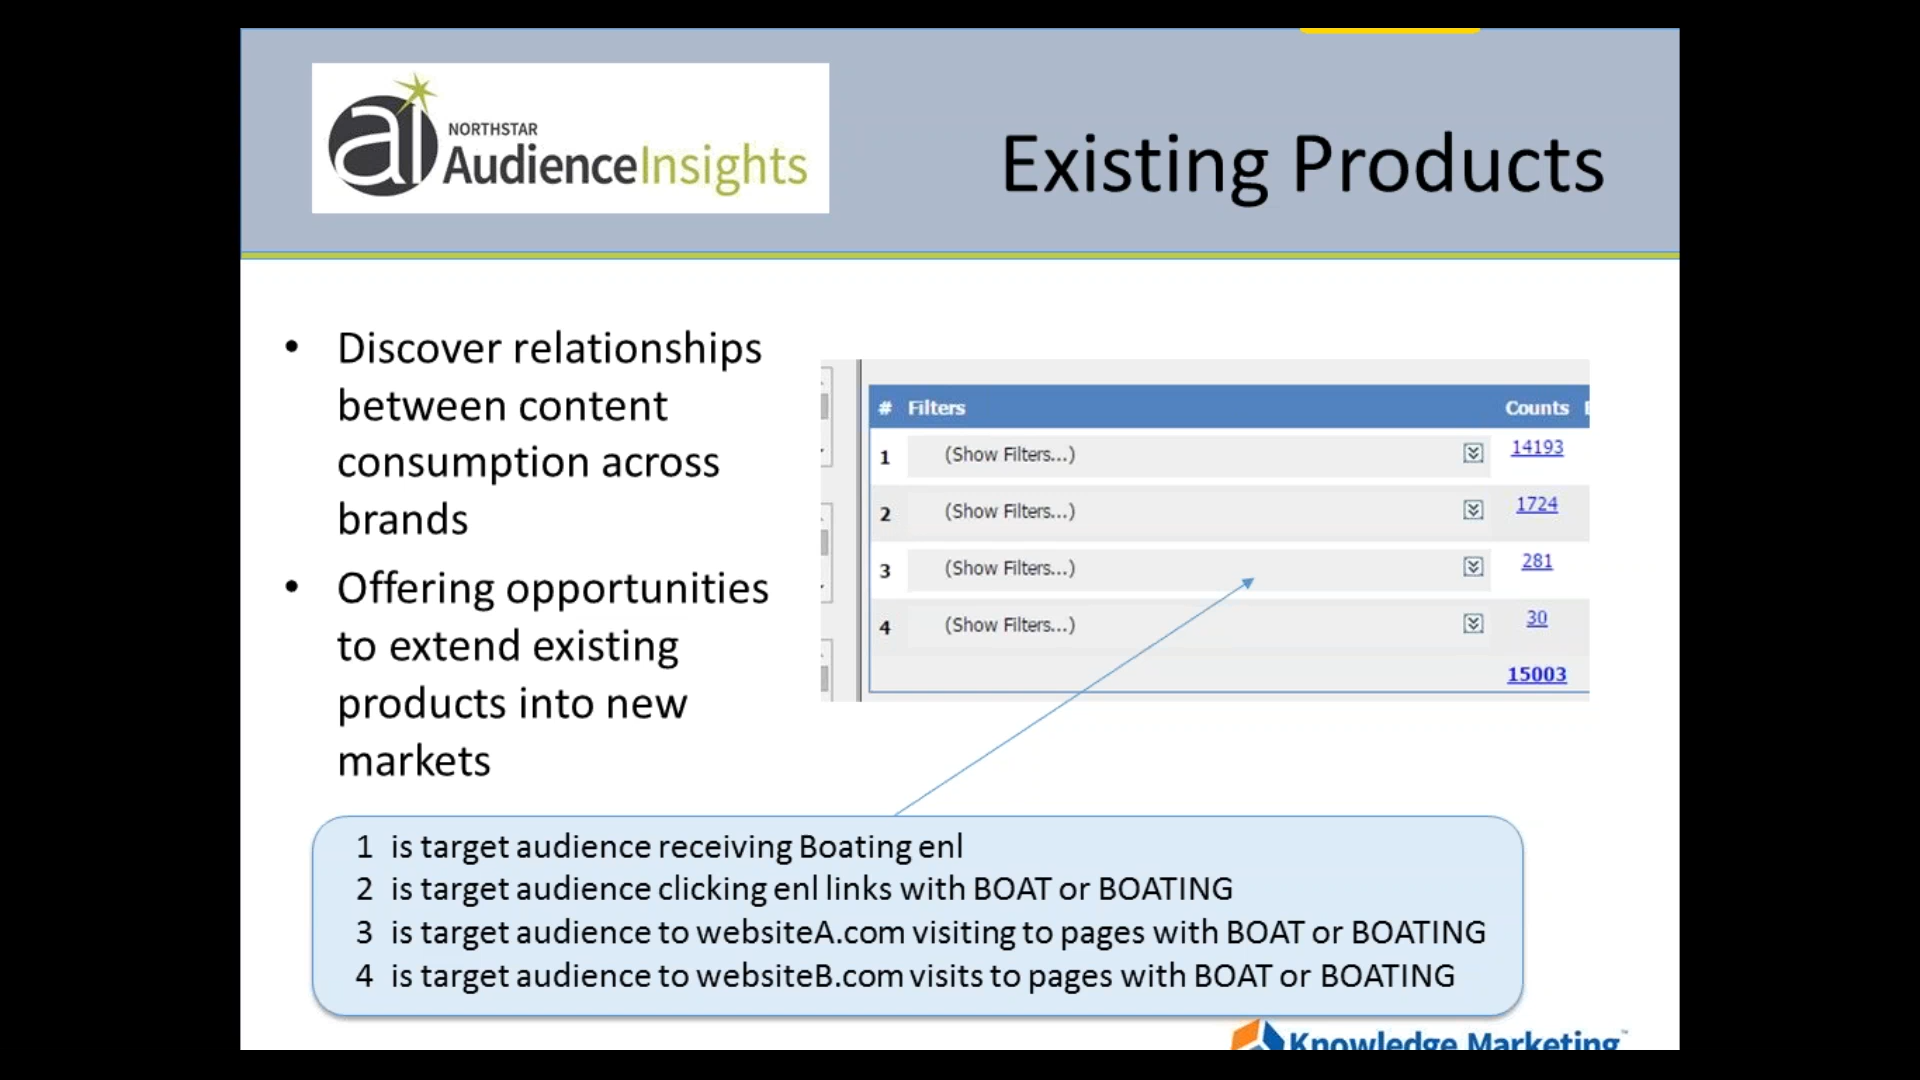 NORTHSTAR
AudienceInsights
Existing Products
• Discover relationships
between content
consumption across
brands
• Offering opportunities
to extend existing
products into new
markets
# Filters Counts
1 (Show Filters...) 14193
2 (Show Filters...) 1724
3 (Show Filters...) 281
4 (Show Filters...) 30
15003
1 is target audience receiving Boating enl
2 is target audience clicking enl links with BOAT or BOATING
3 is target audience to websiteA.com visiting to pages with BOAT or BOATING
4 is target audience to websiteB.com visits to pages with BOAT or BOATING
Knowledge Marketing™